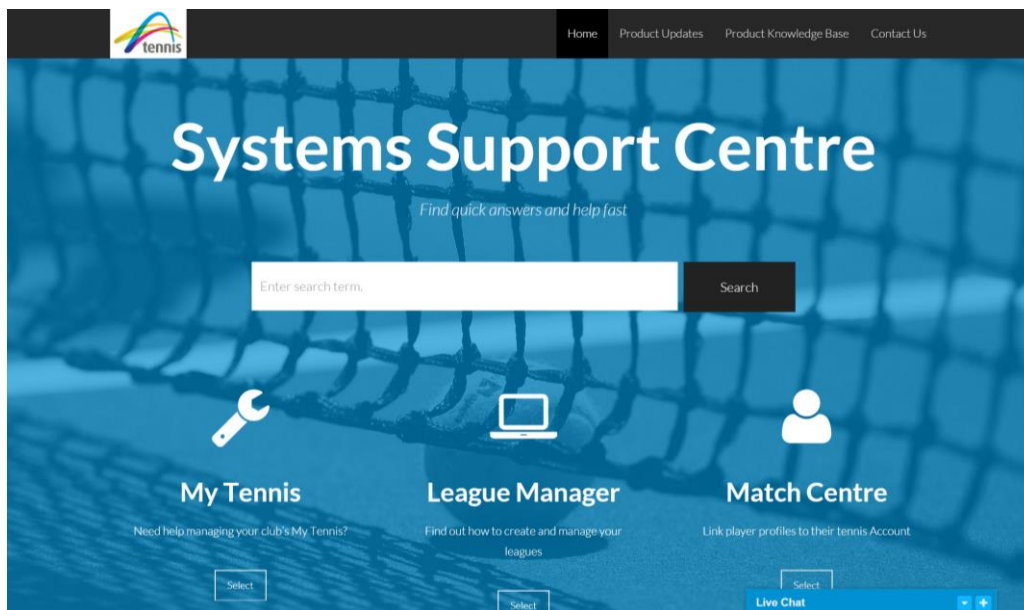 tennis
Home Product Updates Product Knowledge Base Contact Us
Systems Support Centre
Find quick answers and help fast
Enter search term.
Search
My Tennis
Need help managing your club's My Tennis?
Select
League Manager
Find out how to create and manage your
leagues
Select
Match Centre
Link player profiles to their tennis Account
Select
Live Chat